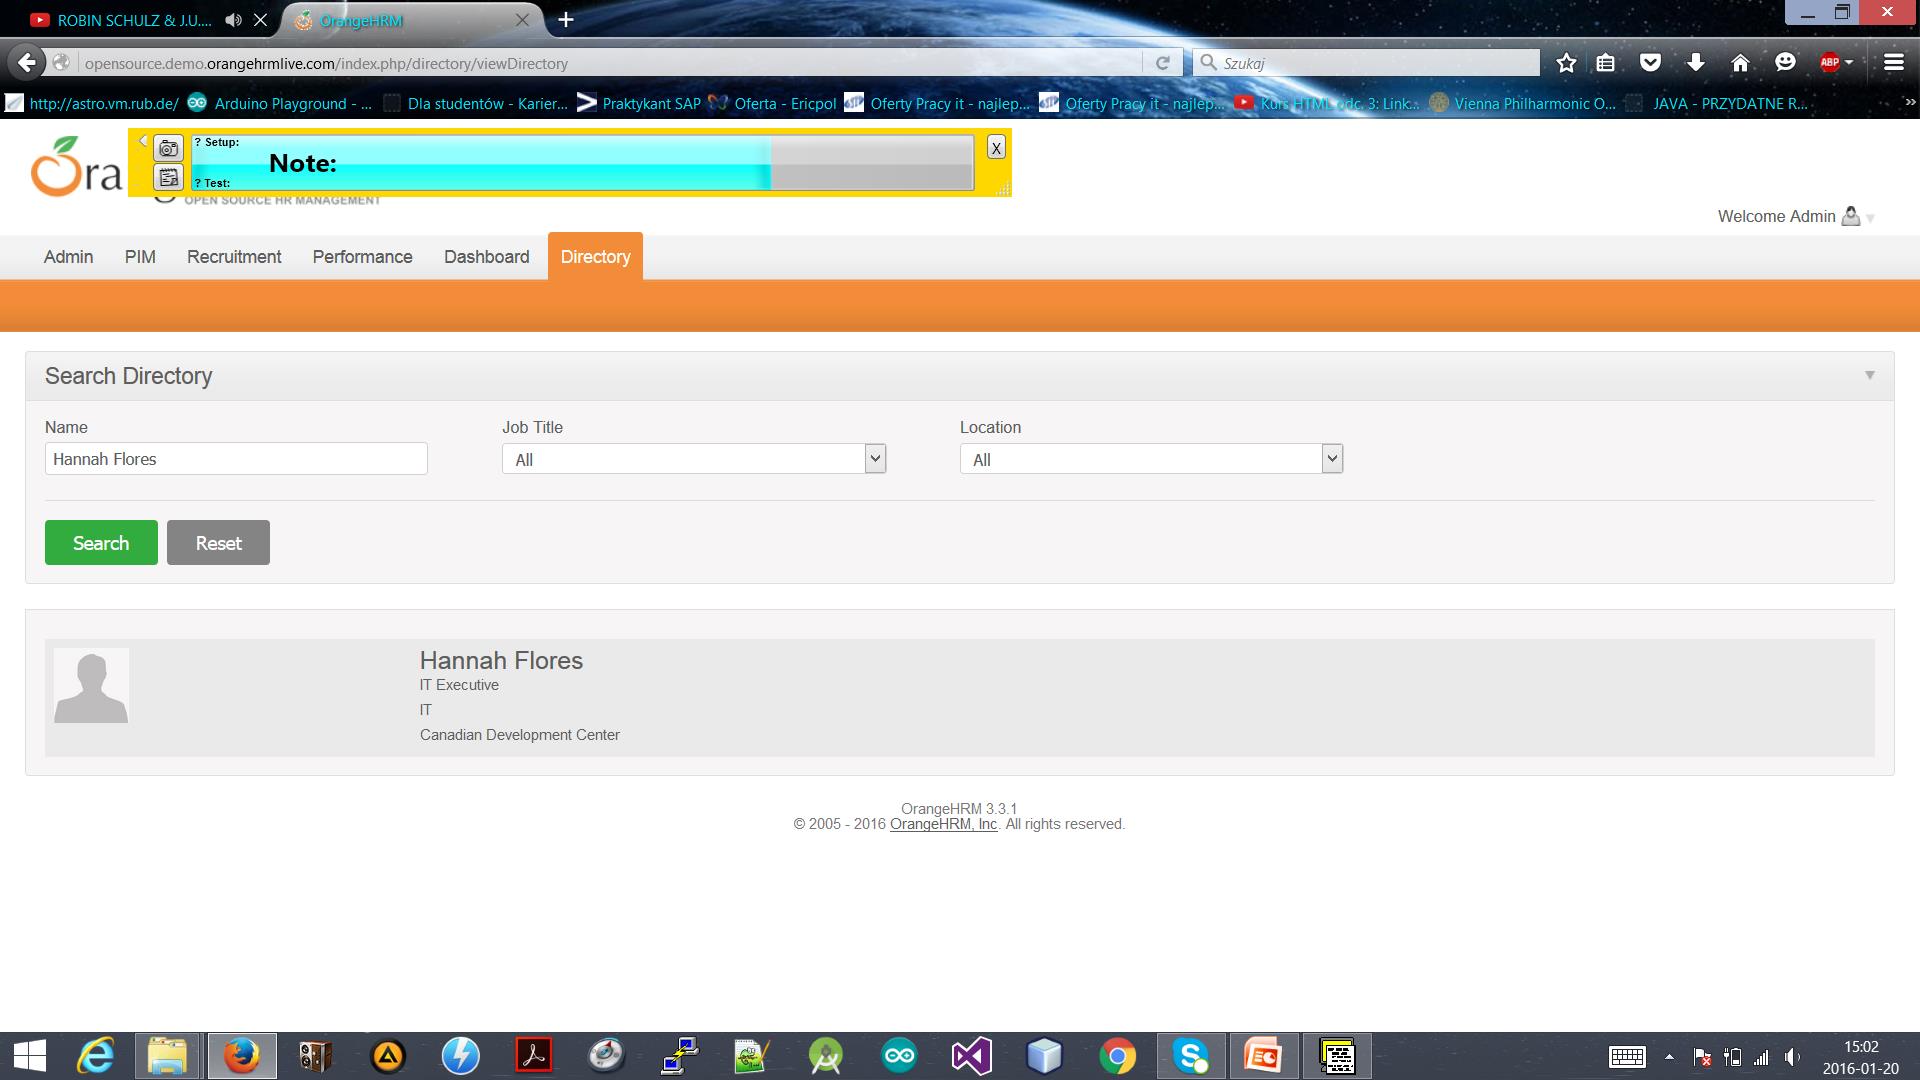 ROBIN SCHULZ & J.U....
OrangeHRM
opensource.demo.orangehrmlive.com/index.php/directory/viewDirectory
Szukaj
ABP
http://astro.vm.rub.de/
Arduino Playground - ...
Dla studentów - Karier...
Praktykant SAP
Oferta - Ericpol
Oferty Pracy it - najlep...
Oferty Pracy it - najlep...
Kurs HTML odc. 3: Link...
Vienna Philharmonic O...
JAVA - PRZYDATNE R...
»
? Setup:
Note:
X
? Test:
Ora
OPEN SOURCE HR MANAGEMENT
Welcome Admin
Admin
PIM
Recruitment
Performance
Dashboard
Directory
Search Directory
Name
Job Title
Location
Hannah Flores
All
All
Search
Reset
Hannah Flores
IT Executive
IT
Canadian Development Center
OrangeHRM 3.3.1
© 2005 - 2016 OrangeHRM, Inc. All rights reserved.
15:02
2016-01-20